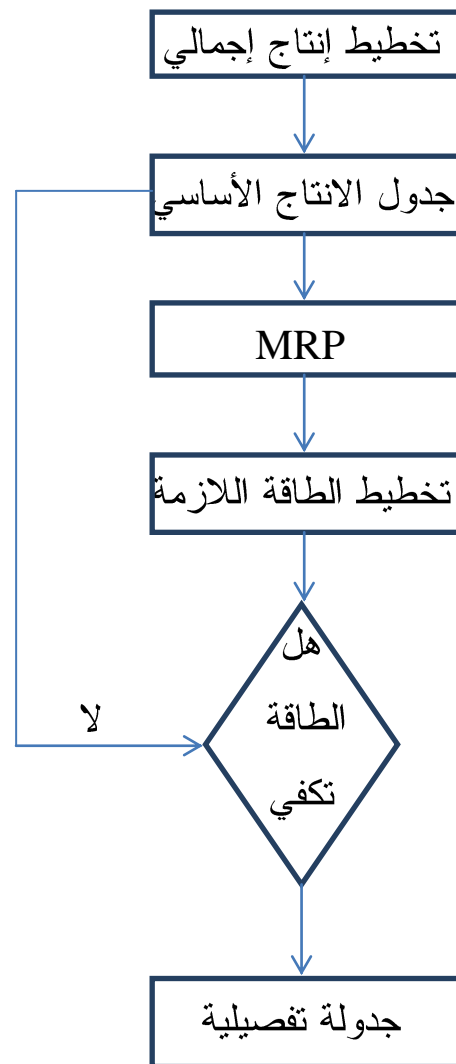 تخطيط إنتاج إجمالي
جدول الانتاج الأساسي
MRP
تخطيط الطاقة اللازمة
هل
الطاقة
تكفي
لا
جدولة تفصيلية